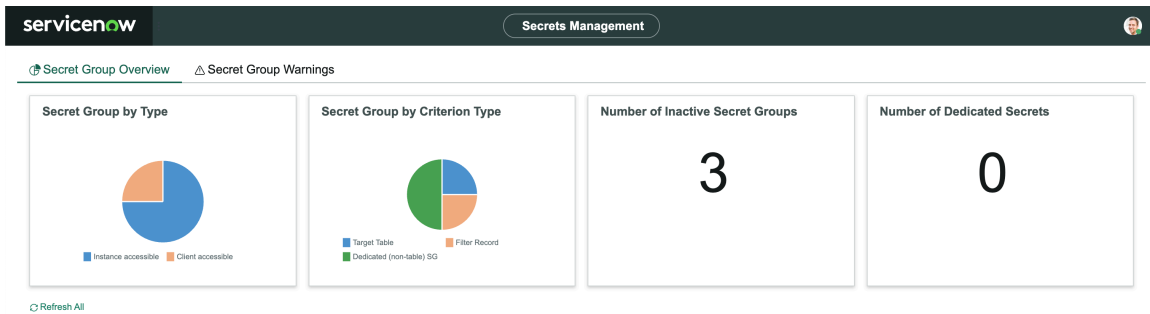 servicenow
Secrets Management
Secret Group Overview
Secret Group Warnings
Secret Group by Type
Instance accessible
Client accessible
Secret Group by Criterion Type
Target Table
Filter Record
Dedicated (non-table) SG
Number of Inactive Secret Groups
3
Number of Dedicated Secrets
0
Refresh All